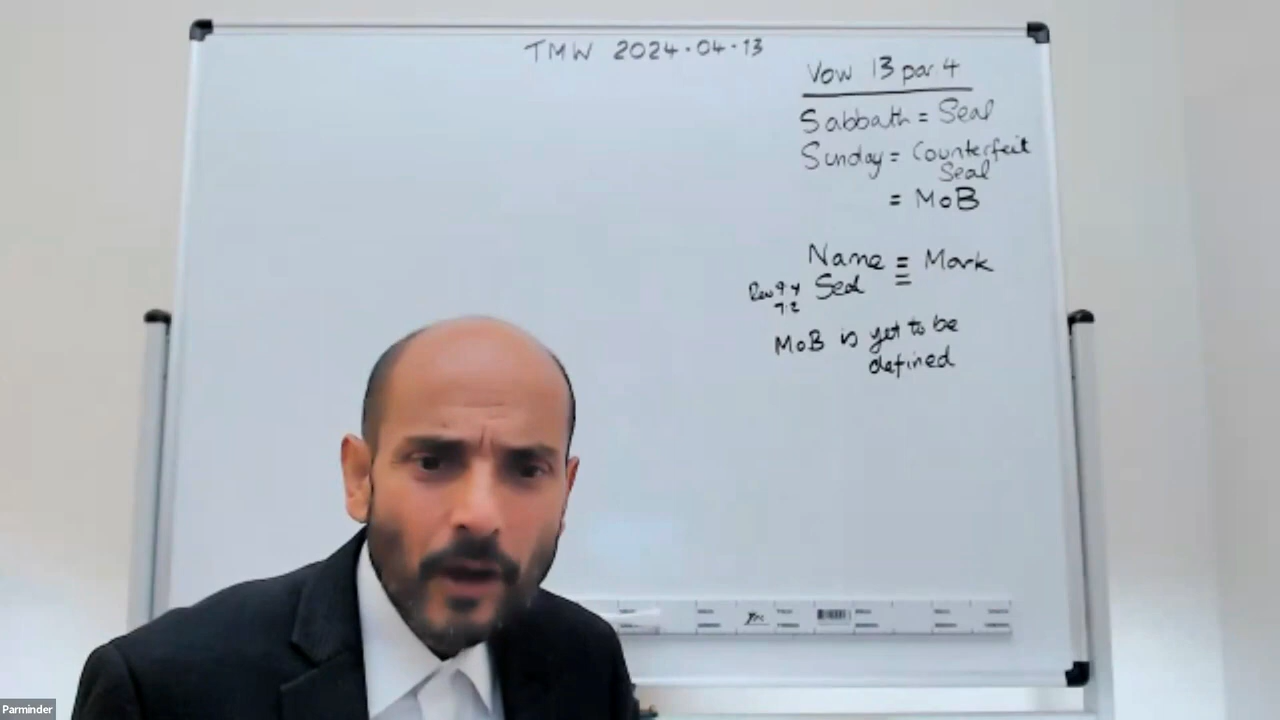 TMW 2024.04.13
Vow 13 par 4
Sabbath = Seal
Sunday = Counterfeit
Seal
= MoB
Name ≡ Mark
Rev 9 4
7:2
Seal
MoB is yet to be
defined
Parminder